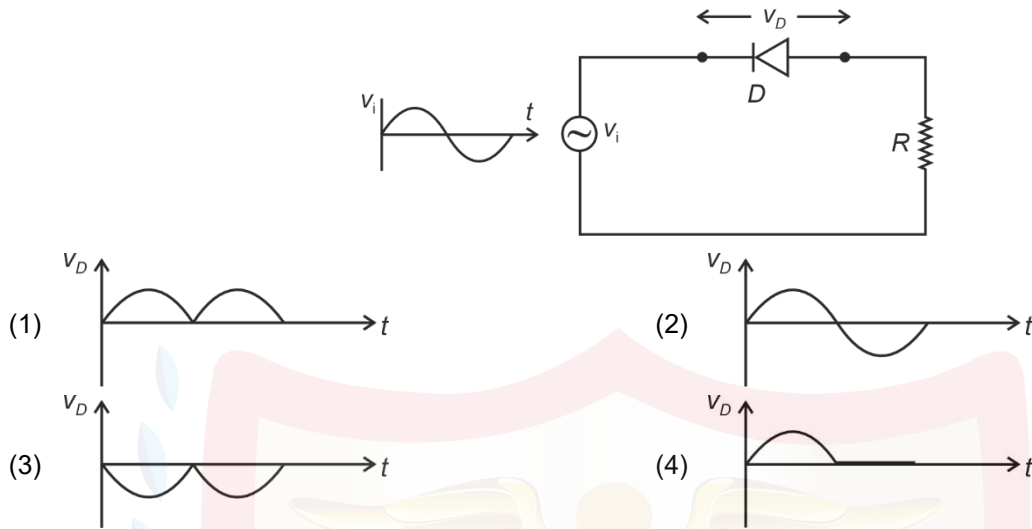 v_D
D
v_i t
v_i
R
(1) v_D t
(2) v_D t
(3) v_D t
(4) v_D t